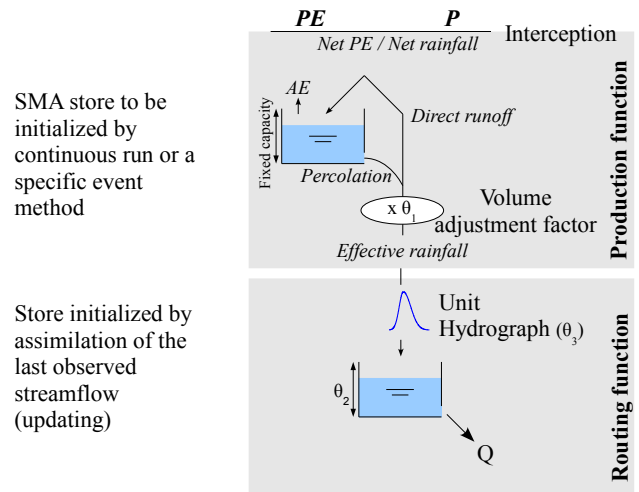 PE P
Net PE / Net rainfall
Interception
SMA store to be
initialized by
continuous run or a
specific event
method
AE
Fixed capacity
Direct runoff
Percolation
x θ1
Volume
adjustment factor
Effective rainfall
Production function
Store initialized by
assimilation of the
last observed
streamflow
(updating)
Unit
Hydrograph (θ3)
θ2
Q
Routing function